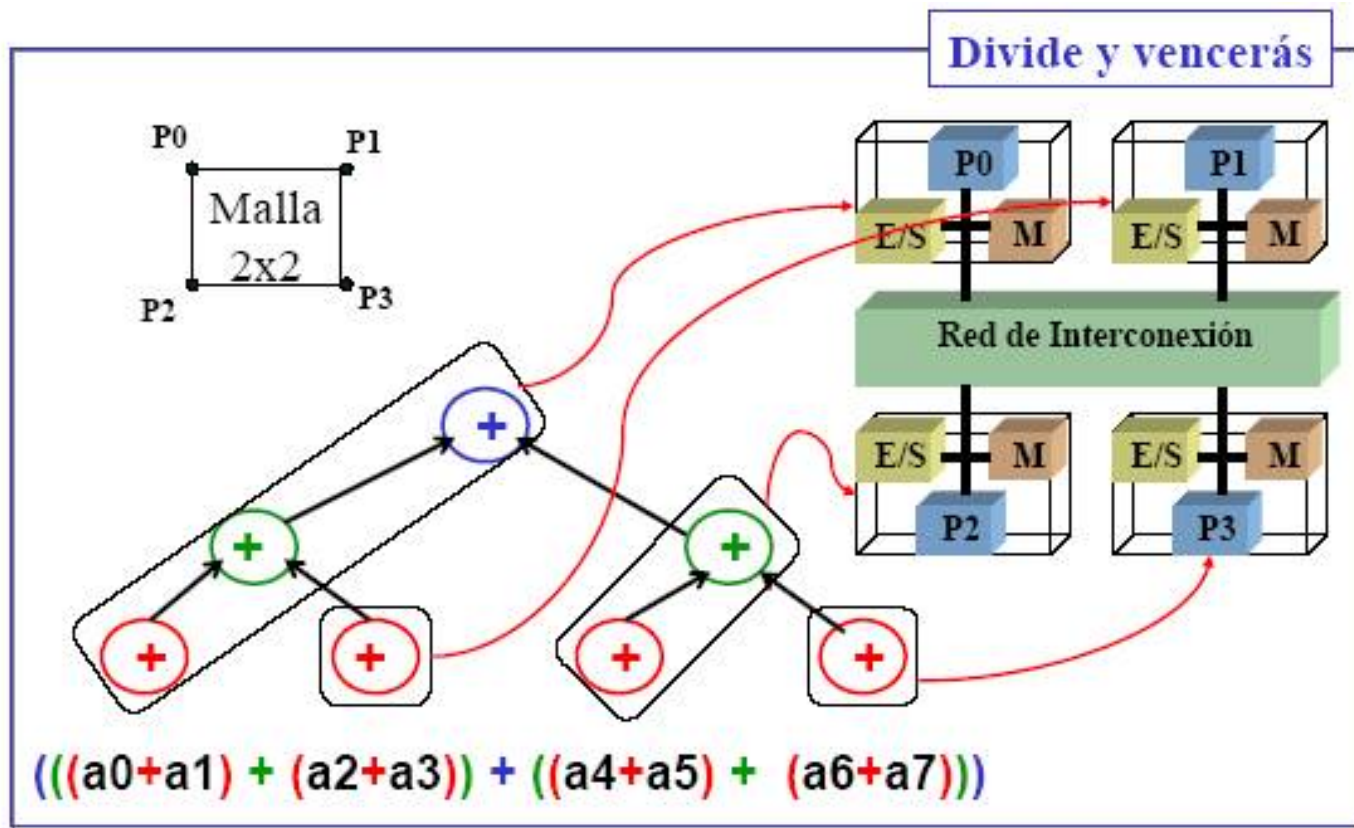 Divide y vencerás
P0
P1
Malla
2x2
P2
P3
P0
E/S
M
P1
E/S
M
Red de Interconexión
E/S
M
P2
E/S
M
P3
+
+
+
+
+
+
+
(((a0+a1) + (a2+a3)) + ((a4+a5) + (a6+a7)))